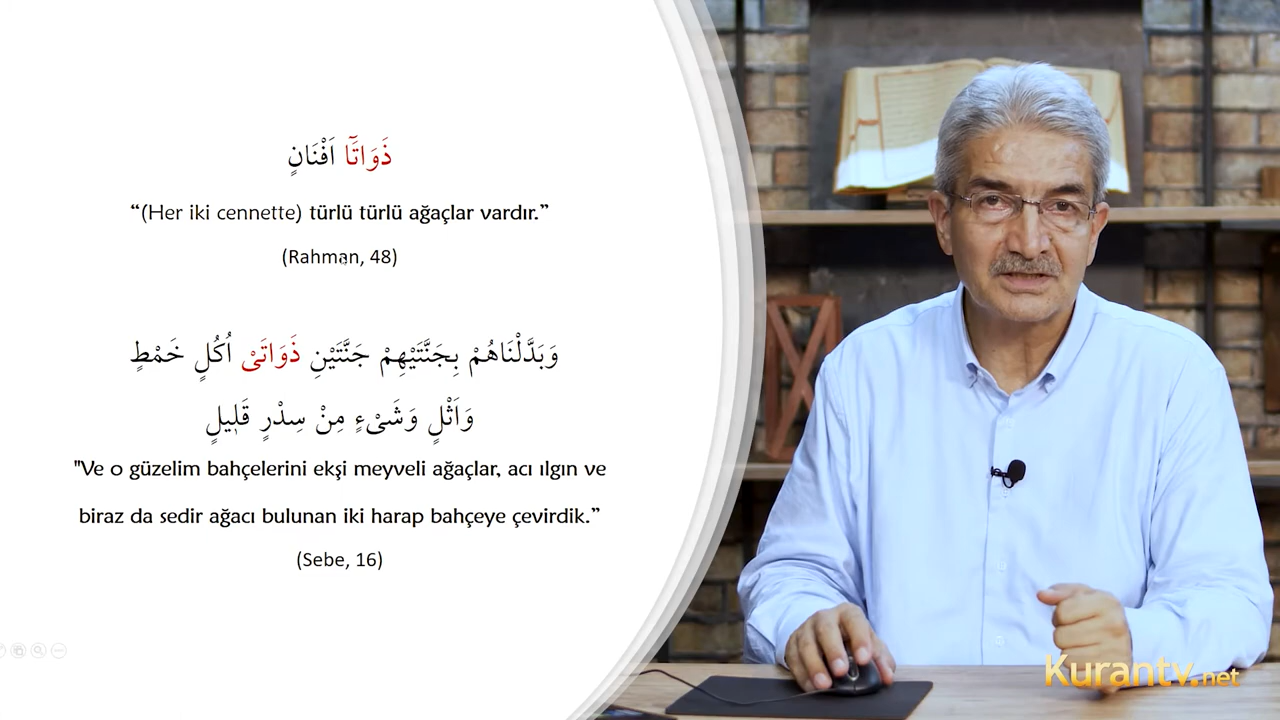 ذَوَاتَٓا اَفْنَانٍ
“(Her iki cennette) türlü türlü ağaçlar vardır.”
(Rahman, 48)
وَبَدَّلْنَاهُمْ بِجَنَّتَيْهِمْ جَنَّتَيْنِ ذَوَاتَىْ اُكُلٍ خَمْطٍ
وَاَثْلٍ وَشَىْءٍ مِنْ سِدْرٍ قَلٖيلٍ
"Ve o güzelim bahçelerini ekşi meyveli ağaçlar, acı ılgın ve
biraz da sedir ağacı bulunan iki harap bahçeye çevirdik.”
(Sebe, 16)
Kurantv.net